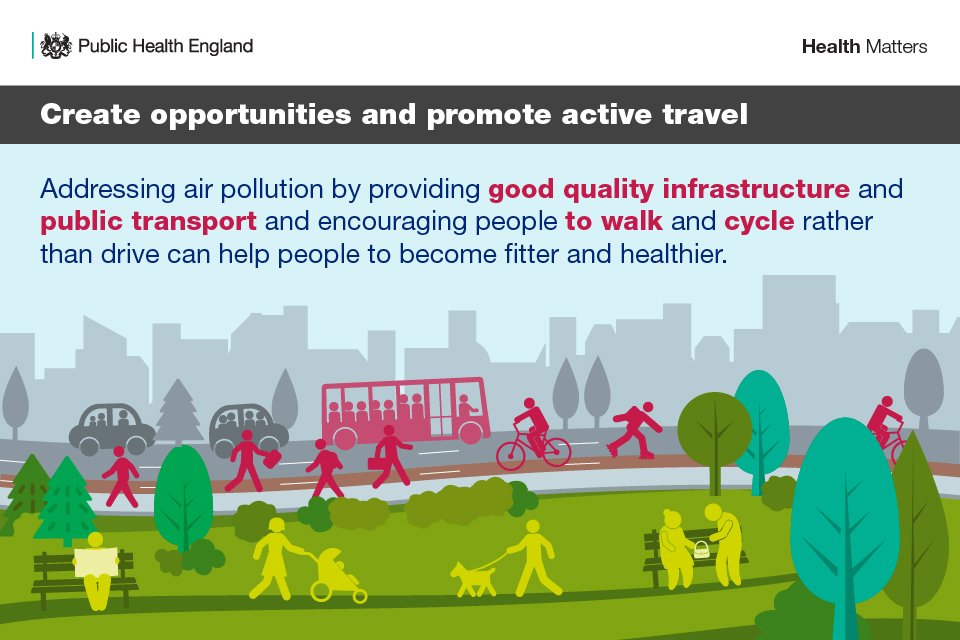 Public Health England
Health Matters
Create opportunities and promote active travel
Addressing air pollution by providing good quality infrastructure and
public transport and encouraging people to walk and cycle rather
than drive can help people to become fitter and healthier.